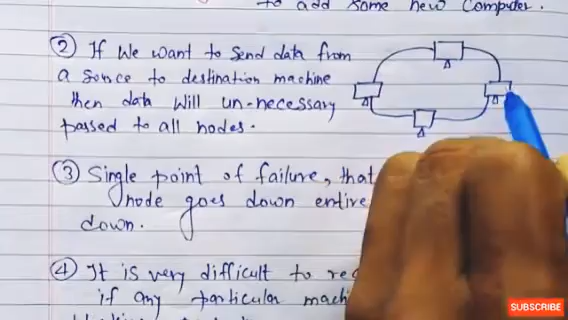 to add some new Computer.
② If We want to Send data from
a Source to destination machine
then data Will un-necessary
passed to all nodes.
③ Single point of failure, that
node goes down entire
down.
④ It is very difficult to re
if any particular machi
SUBSCRIBE